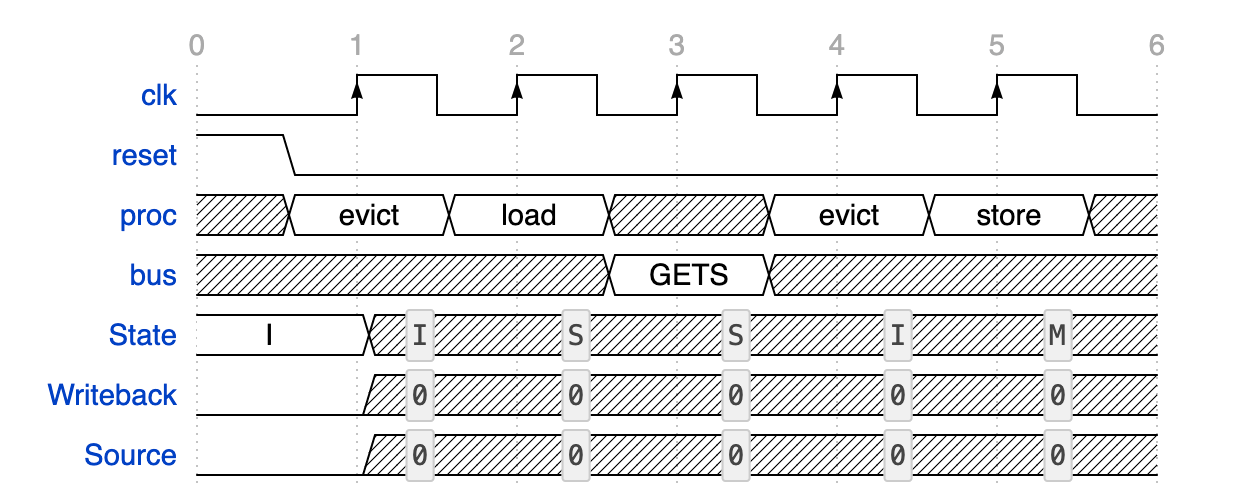 0 1 2 3 4 5 6
clk
reset
proc evict load evict store
bus GETS
State I I S S I M
Writeback 0 0 0 0 0
Source 0 0 0 0 0